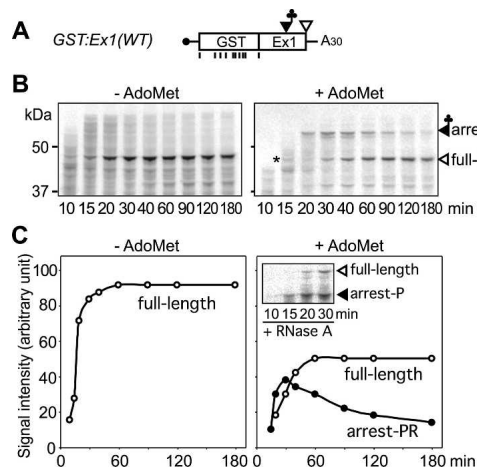 A GST:Ex1(WT) GST Ex1 A30
B - AdoMet + AdoMet
kDa
50
37
* arre
full-
10 15 20 30 40 60 90 120 180 10 15 20 30 40 60 90 120 180 min
C - AdoMet + AdoMet
Signal intensity (arbitrary unit)
100
80
60
40
20
0
full-length
full-length
arrest-P
10 15 20 30 min
+ RNase A
full-length
arrest-PR
0 60 120 180 0 60 120 180 min